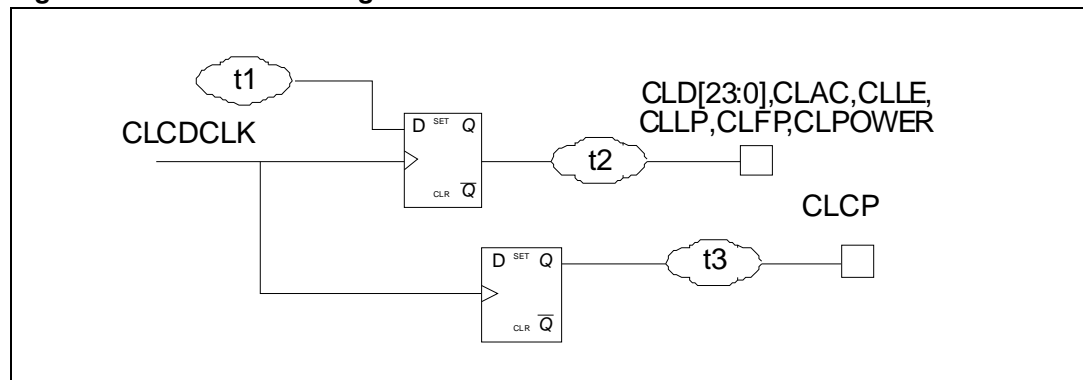 t1
CLD[23:0],CLAC,CLLE,
CLLP,CLFP,CLPOWER
CLCDCLK
D SET Q
t2
CLR Q
CLCP
D SET Q
t3
CLR Q